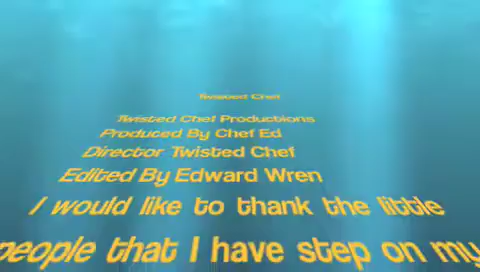 Twisted Chef
Twisted Chef Productions
Produced By Chef Ed
Director Twisted Chef
Edited By Edward Wren
I would like to thank the little
people that I have step on my